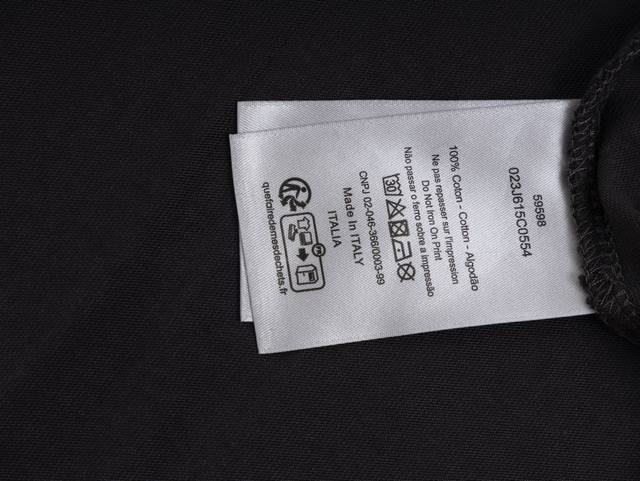 59598
023J615C0554
100% Coton - Cotton - Algodão
Ne pas repasser sur l'impression
Do Not Iron On Print
Não passar o ferro sobre a impressão
30
CNPJ 02-046-366/0003-99
Made In ITALY
ITALIA
quefairedemesdechets.fr